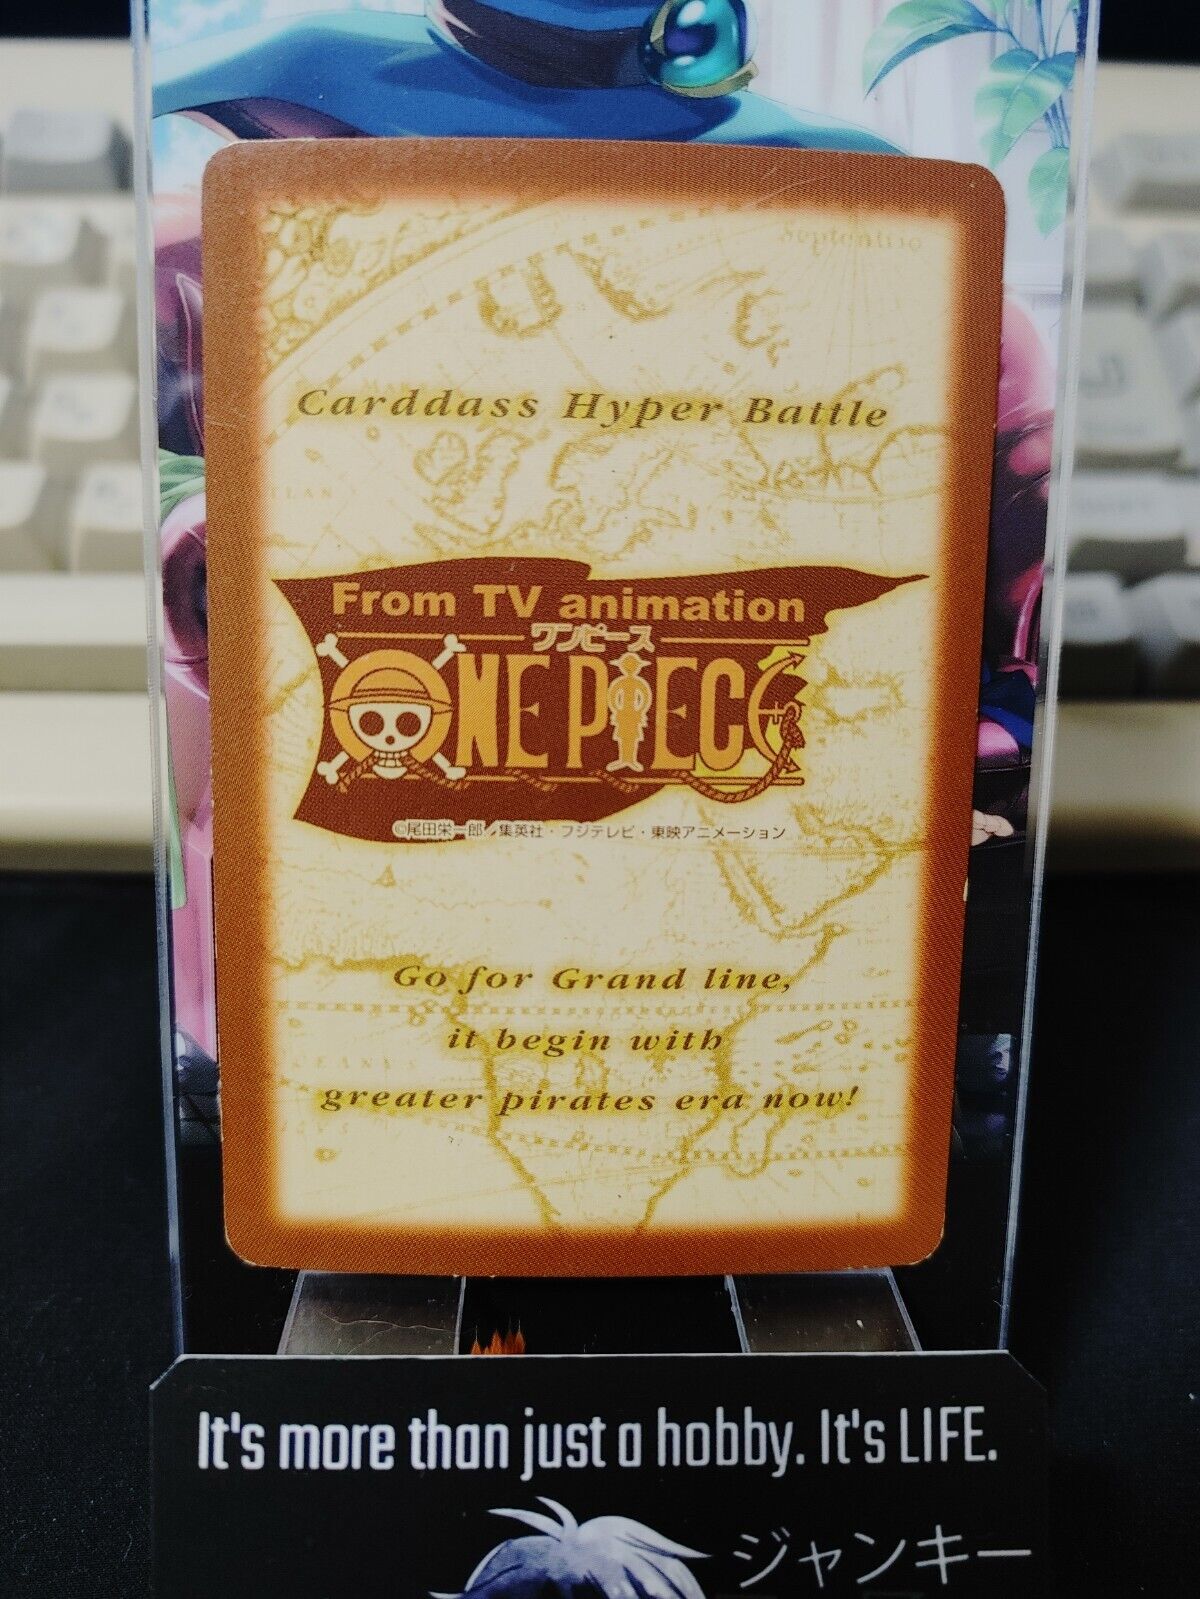 Septentrio
Carddass Hyper Battle
From TV animation
ワンピース
ONE PIECE
©尾田栄一郎／集英社・フジテレビ・東映アニメーション
Go for Grand line,
it begin with
greater pirates era now!
It's more than just a hobby. It's LIFE.
ジャンキー